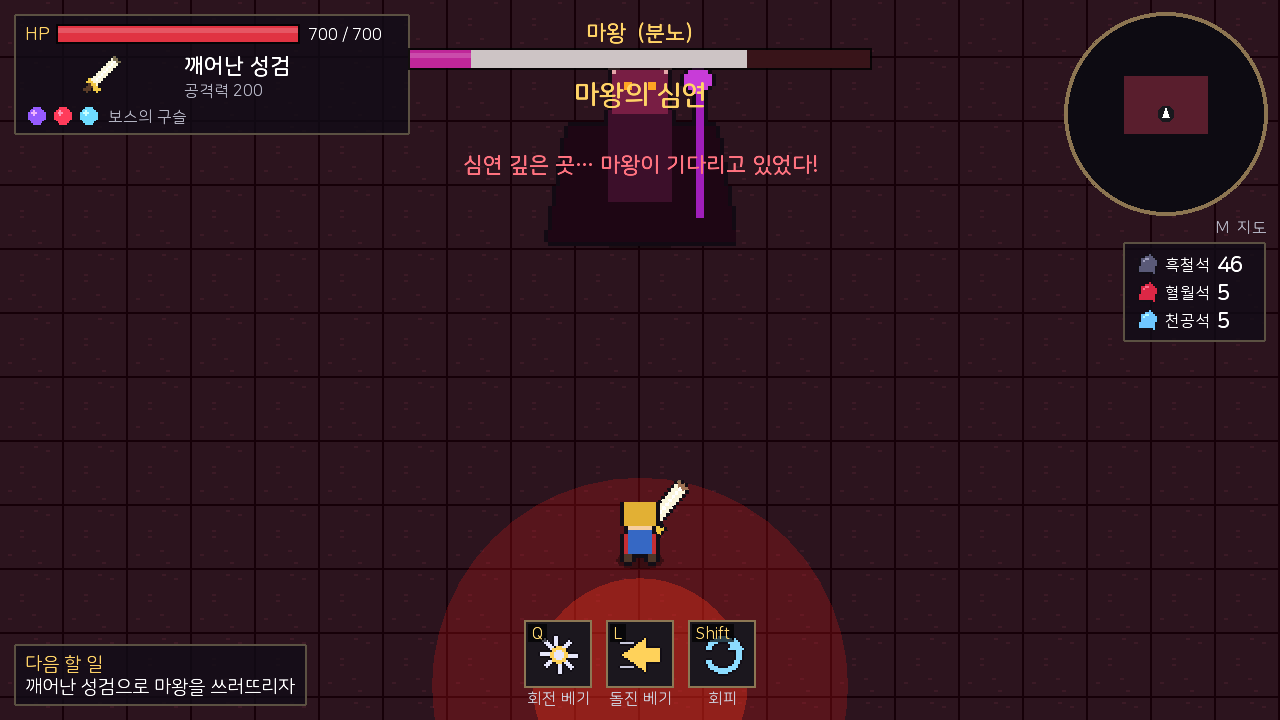 HP 700 / 700
깨어난 성검
공격력 200
보스의 구슬
마왕 (분노)
마왕의 심연
심연 깊은 곳… 마왕이 기다리고 있었다!
M 지도
흑철석 46
혈월석 5
천공석 5
다음 할 일
깨어난 성검으로 마왕을 쓰러뜨리자
Q
회전 베기
L
돌진 베기
Shift
회피